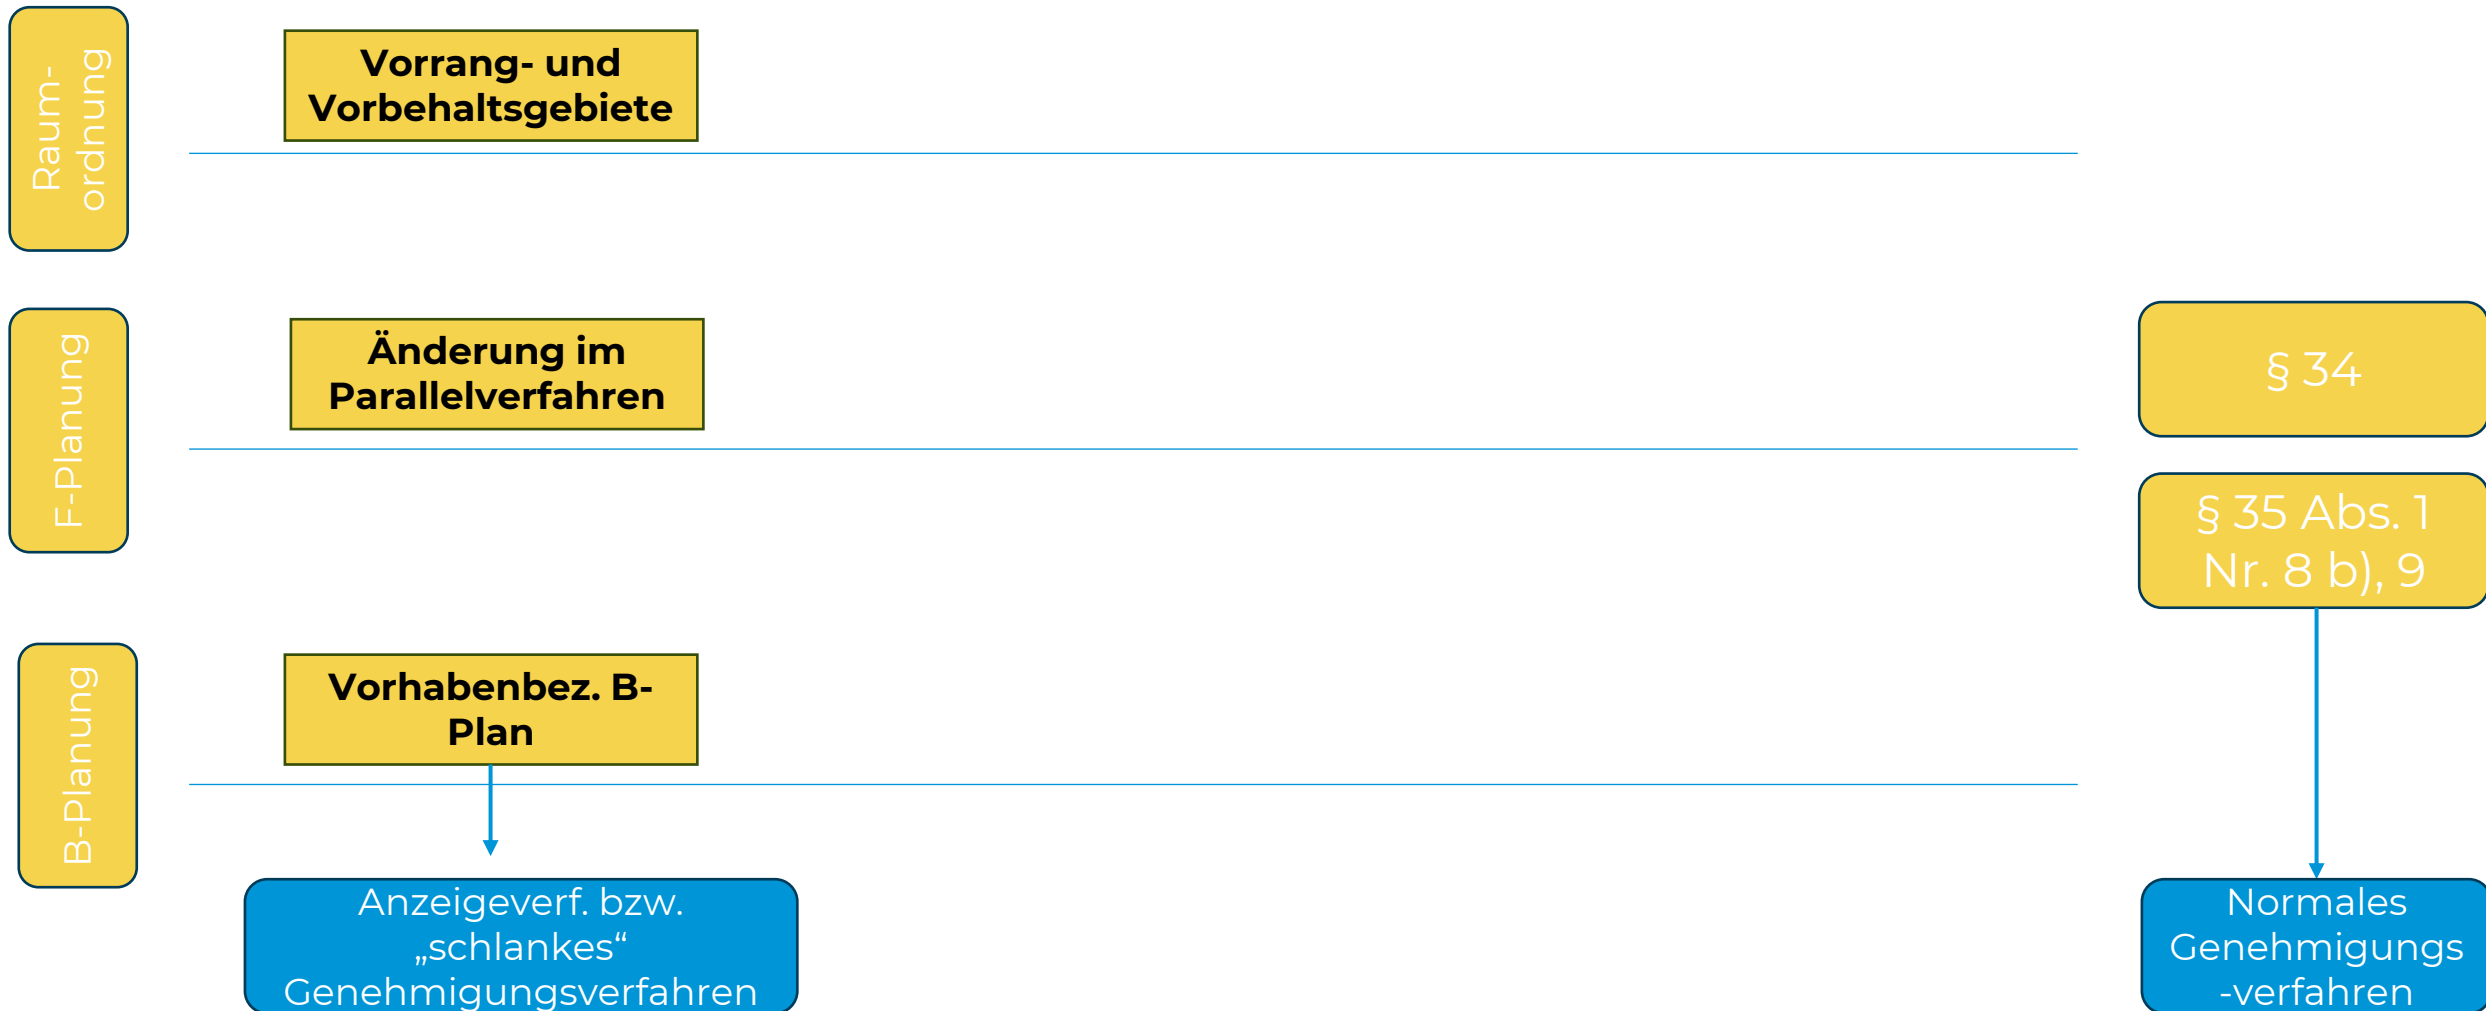 Raum-
ordnung
Vorrang- und
Vorbehaltsgebiete
F-Planung
Änderung im
Parallelverfahren
§ 34
§ 35 Abs. 1
Nr. 8 b), 9
B-Planung
Vorhabenbez. B-
Plan
Anzeigeverf. bzw.
„schlankes“
Genehmigungsverfahren
Normales
Genehmigungs
-verfahren